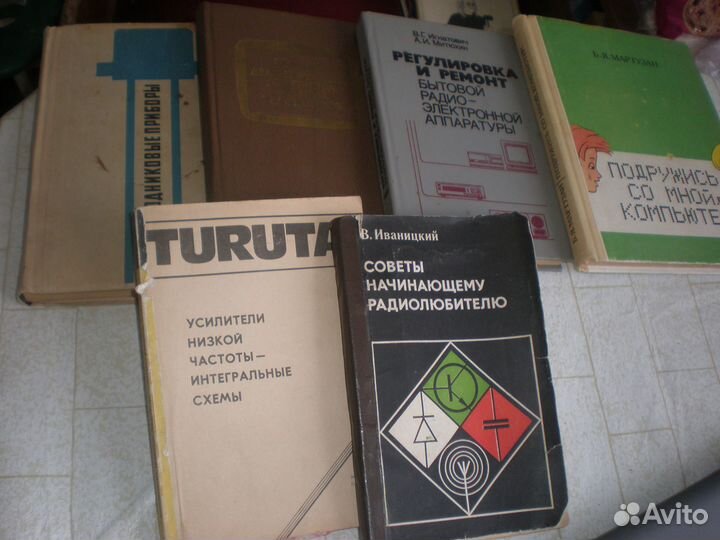 ПРИБОРЫ
В.Г. Игнатович
А.И. Митюхин
РЕГУЛИРОВКА
И РЕМОНТ
БЫТОВОЙ
РАДИО-
ЭЛЕКТРОННОЙ
АППАРАТУРЫ
Б.Я. МАРТУЗАН
ПОДРУЖИСЬ
СО МНОЙ,
КОМПЬЮТЕ
TURUTA
УСИЛИТЕЛИ
НИЗКОЙ
ЧАСТОТЫ—
ИНТЕГРАЛЬНЫЕ
СХЕМЫ
В. Иваницкий
СОВЕТЫ
НАЧИНАЮЩЕМУ
РАДИОЛЮБИТЕЛЮ
Avito